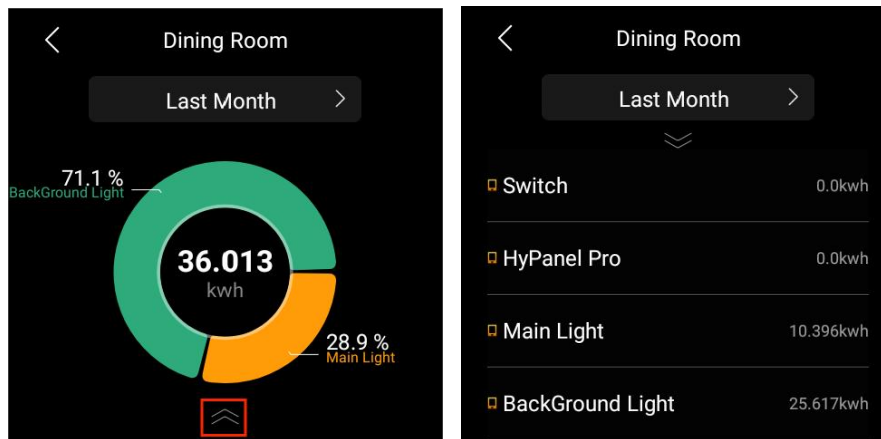 Dining Room
Last Month
71.1 %
BackGround Light
36.013
kwh
28.9 %
Main Light
Dining Room
Last Month
Switch 0.0kwh
HyPanel Pro 0.0kwh
Main Light 10.396kwh
BackGround Light 25.617kwh